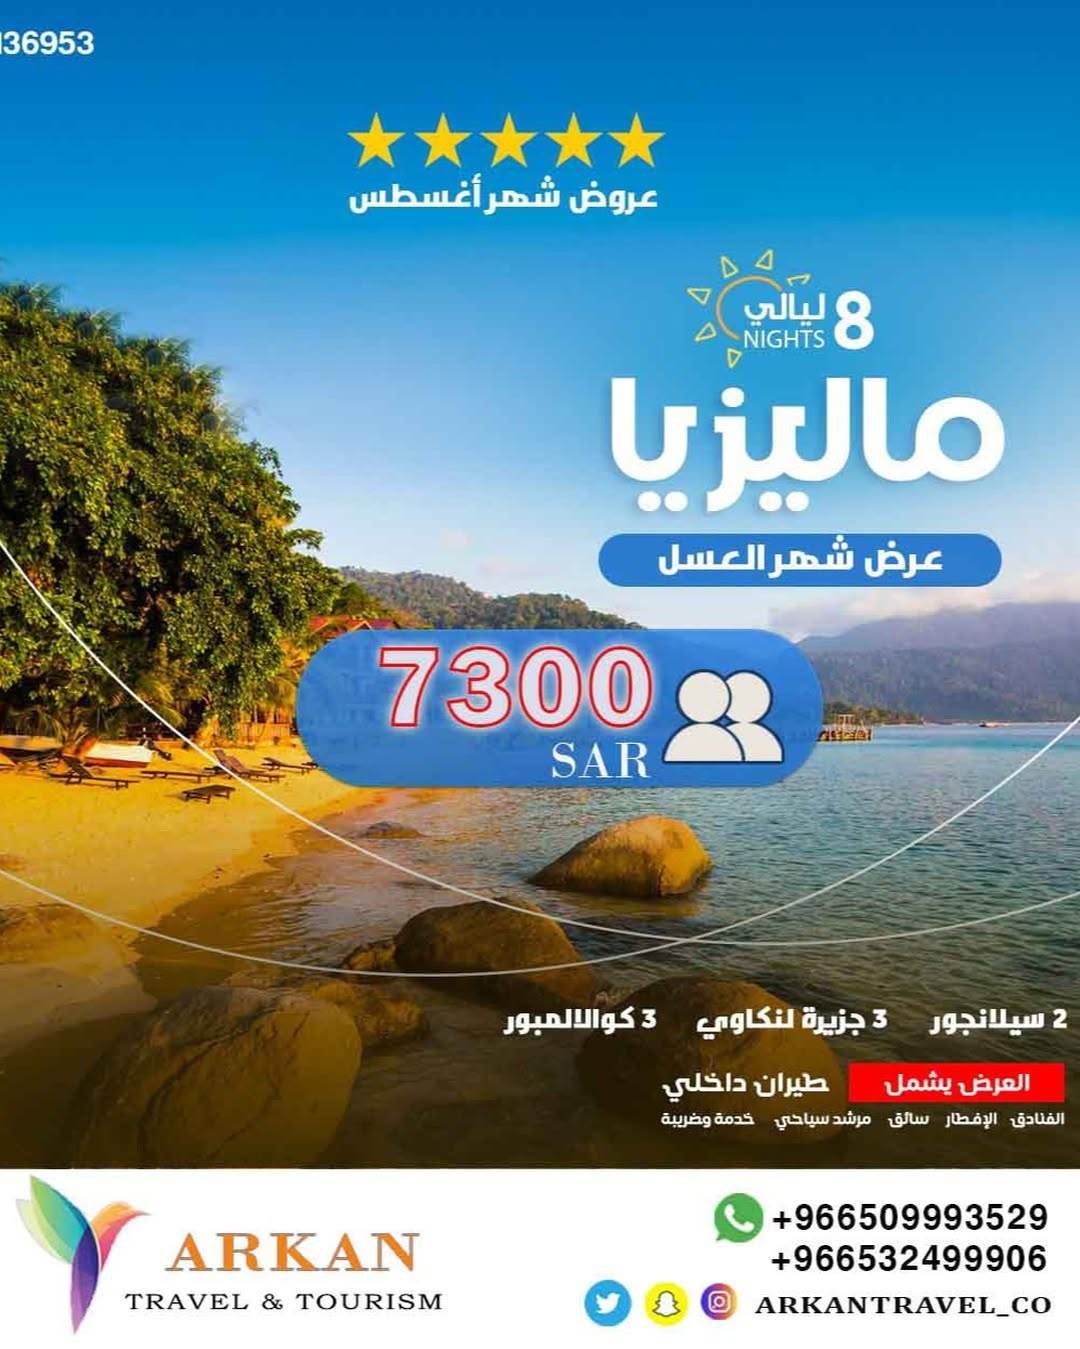 36953
عروض شهر أغسطس
8 ليالي
NIGHTS
ماليزيا
عرض شهر العسل
7300
SAR
2 سيلانجور 3 جزيرة لنكاوي 3 كوالالمبور
العرض يشمل طيران داخلي
الفنادق الإفطار سائق مرشد سياحي خدمة وضريبة
ARKAN
TRAVEL & TOURISM
+966509993529
+966532499906
ARKANTRAVEL_CO